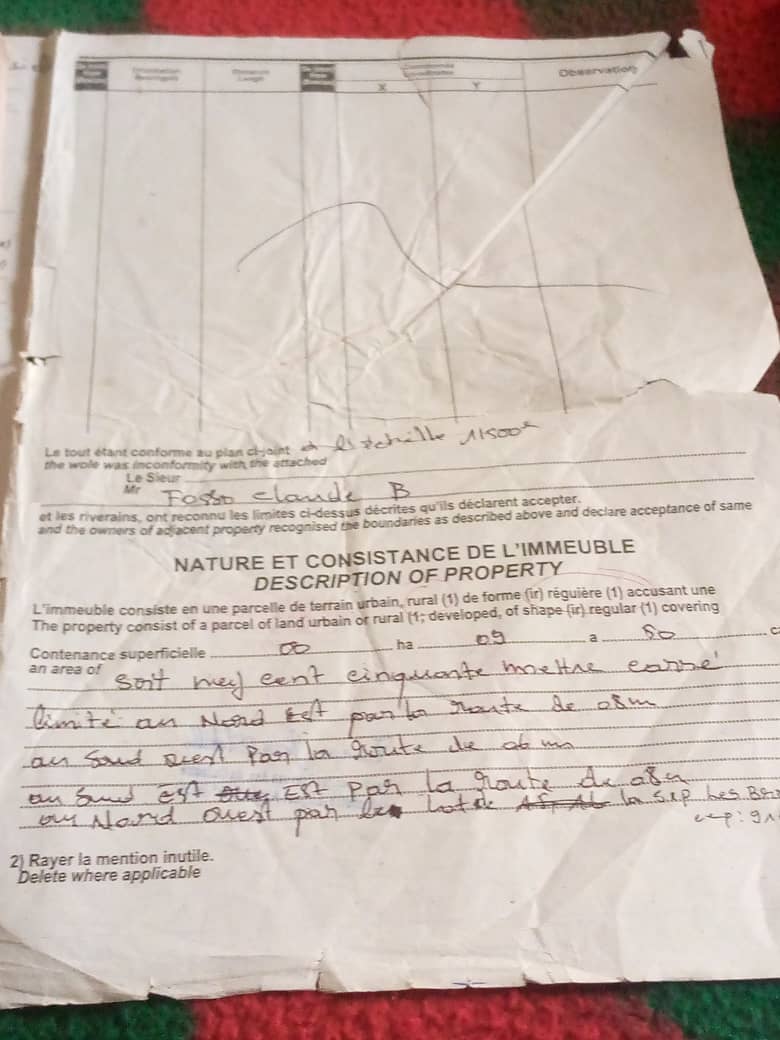 Observation
X Y
Le tout étant conforme au plan ci-joint et à l'échelle 1/500e
the wole was inconformity with the attached
Le Sieur
Mr Fosso Claude B
et les riverains, ont reconnu les limites ci-dessus décrites qu'ils déclarent accepter.
and the owners of adjacent property recognised the boundaries as described above and declare acceptance of same
NATURE ET CONSISTANCE DE L'IMMEUBLE
DESCRIPTION OF PROPERTY
L'immeuble consiste en une parcelle de terrain urbain, rural (1) de forme (ir) réguière (1) accusant une
The property consist of a parcel of land urban or rural (1; developed, of shape (ir) regular (1) covering
Contenance superficielle 00 ha 09 a 50 c
an area of
soit neuf cent cinquante mettre carré
limité au Nord Est par la route de 08m
au Sud Ouest Par la route de 06 m
au Sud EST EST Par la route de 08m
au Nord Ouest par le lot de la S.C.P Les
2) Rayer la mention inutile.
Delete where applicable